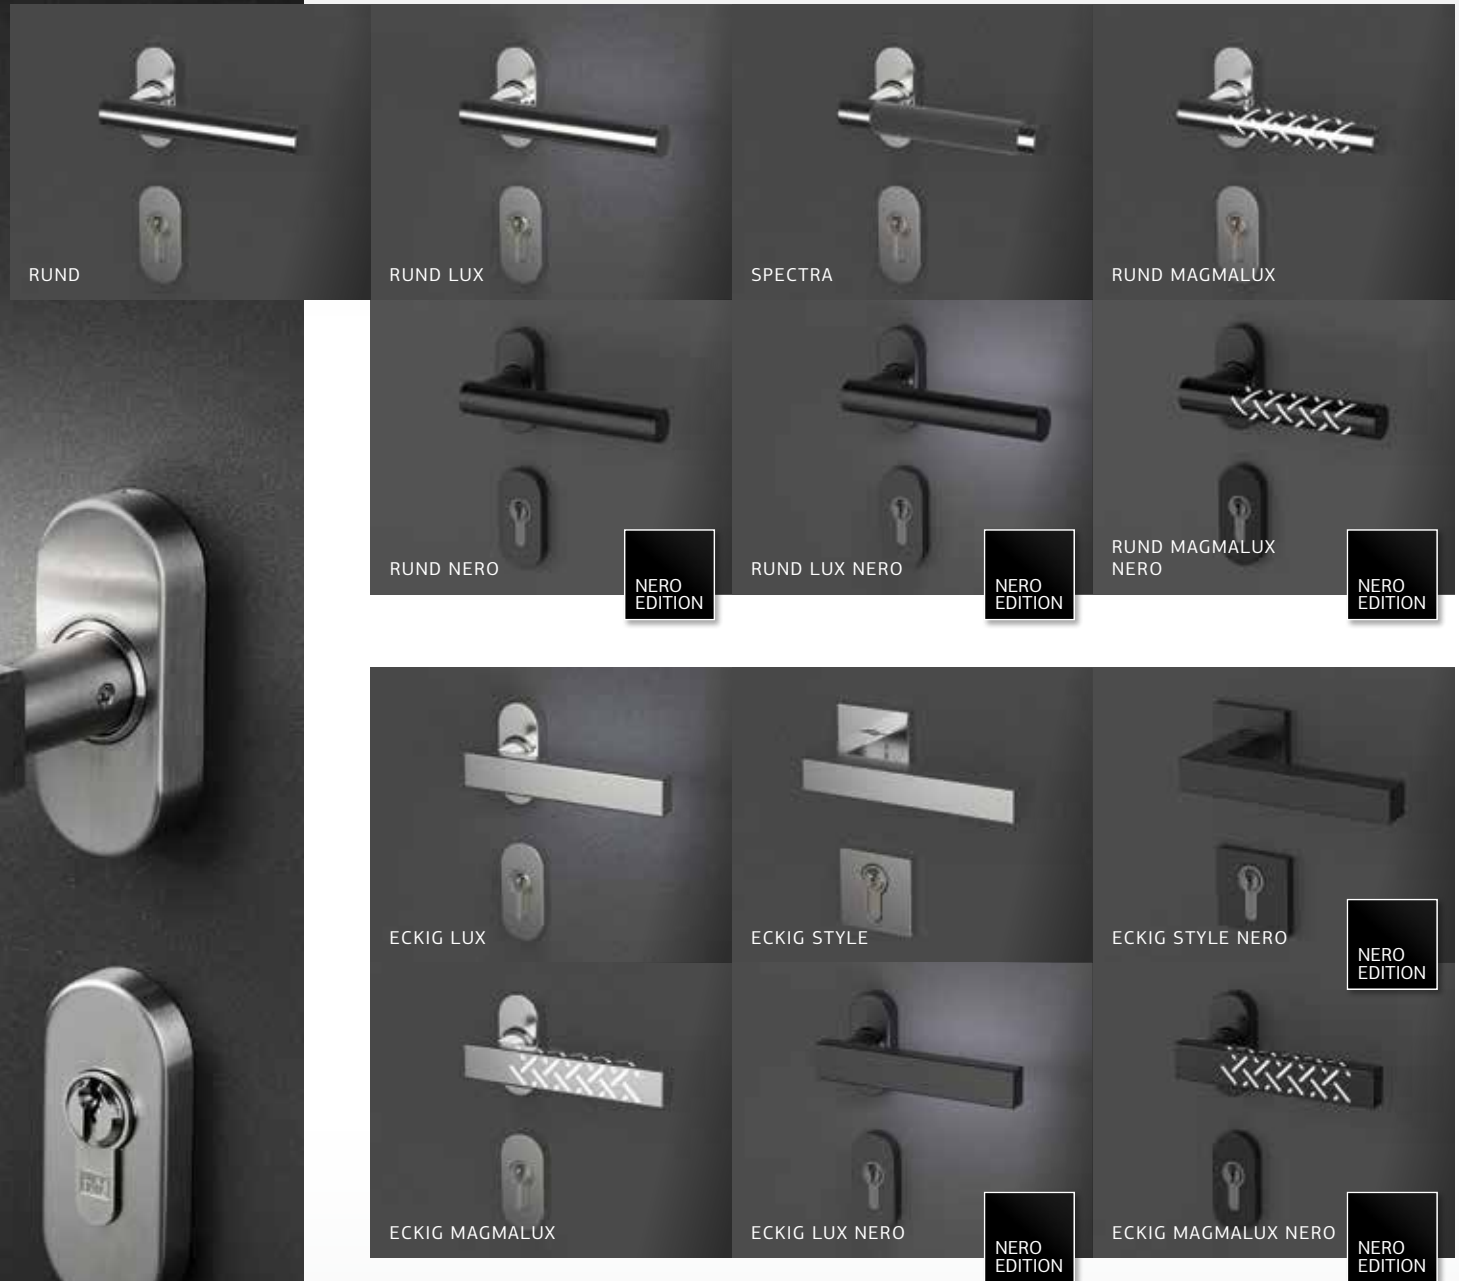 RUND
RUND LUX
SPECTRA
RUND MAGMALUX
RUND NERO
NERO
EDITION
RUND LUX NERO
NERO
EDITION
RUND MAGMALUX
NERO
NERO
EDITION
ECKIG LUX
ECKIG STYLE
ECKIG STYLE NERO
NERO
EDITION
ECKIG MAGMALUX
ECKIG LUX NERO
NERO
EDITION
ECKIG MAGMALUX NERO
NERO
EDITION